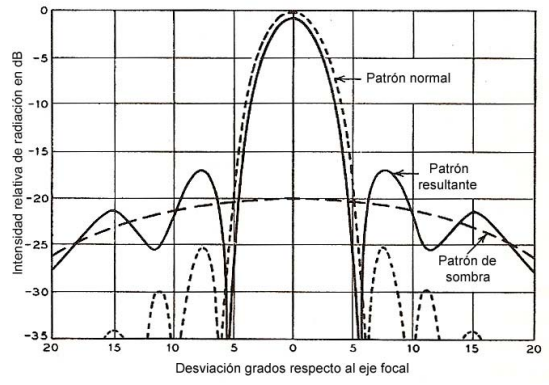 Intensidad relativa de radiación en dB
0
-5
-10
-15
-20
-25
-30
-35
Patrón normal
Patrón
resultante
Patrón de
sombra
20 15 10 5 0 5 10 15 20
Desviación grados respecto al eje focal